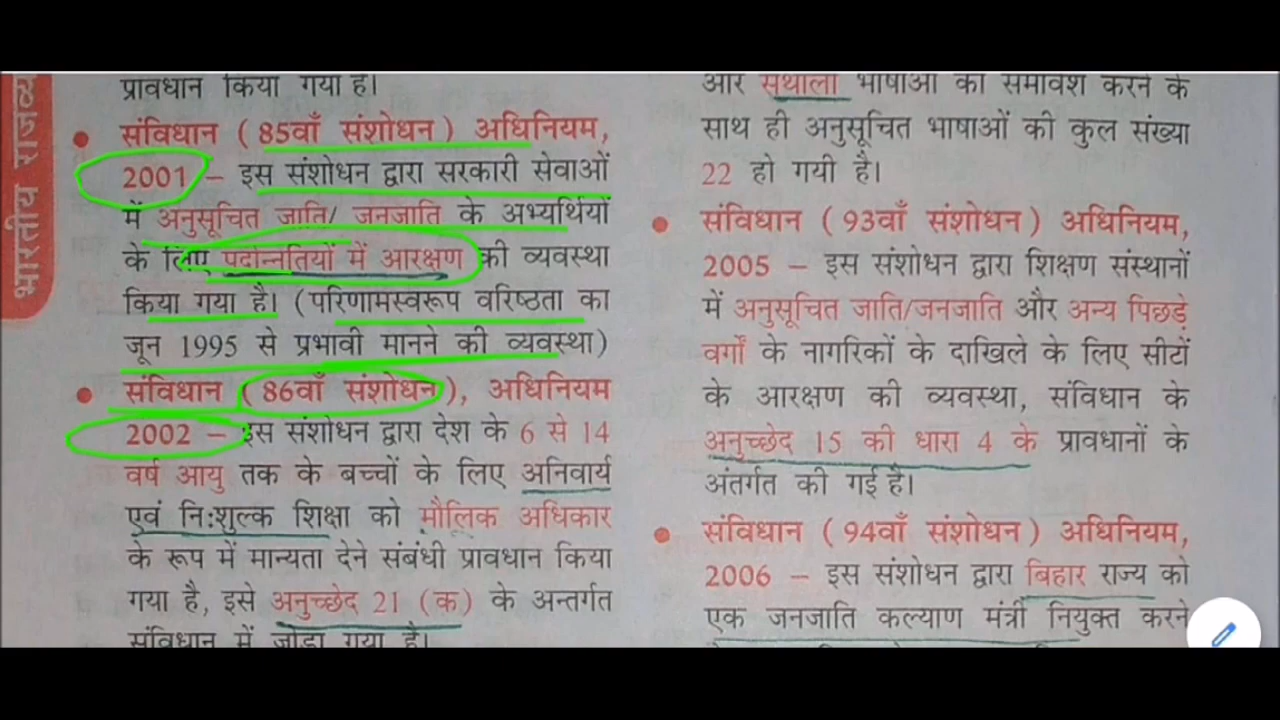 भारतीय राजव्य
प्रावधान किया गया है।
संविधान (85वाँ संशोधन) अधिनियम,
2001 – इस संशोधन द्वारा सरकारी सेवाओं
में अनुसूचित जाति/ जनजाति के अभ्यर्थियों
के लिए पदोन्नतियों में आरक्षण की व्यवस्था
किया गया है। (परिणामस्वरूप वरिष्ठता का
जून 1995 से प्रभावी मानने की व्यवस्था)
संविधान (86वाँ संशोधन), अधिनियम
2002 – इस संशोधन द्वारा देश के 6 से 14
वर्ष आयु तक के बच्चों के लिए अनिवार्य
एवं नि:शुल्क शिक्षा को मौलिक अधिकार
के रूप में मान्यता देने संबंधी प्रावधान किया
गया है, इसे अनुच्छेद 21 (क) के अन्तर्गत
संविधान में जोड़ा गया है।
और संथाली भाषाओं का समावेश करने के
साथ ही अनुसूचित भाषाओं की कुल संख्या
22 हो गयी है।
संविधान (93वाँ संशोधन) अधिनियम,
2005 – इस संशोधन द्वारा शिक्षण संस्थानों
में अनुसूचित जाति/जनजाति और अन्य पिछड़े
वर्गों के नागरिकों के दाखिले के लिए सीटों
के आरक्षण की व्यवस्था, संविधान के
अनुच्छेद 15 की धारा 4 के प्रावधानों के
अंतर्गत की गई है।
संविधान (94वाँ संशोधन) अधिनियम,
2006 – इस संशोधन द्वारा बिहार राज्य को
एक जनजाति कल्याण मंत्री नियुक्त करने